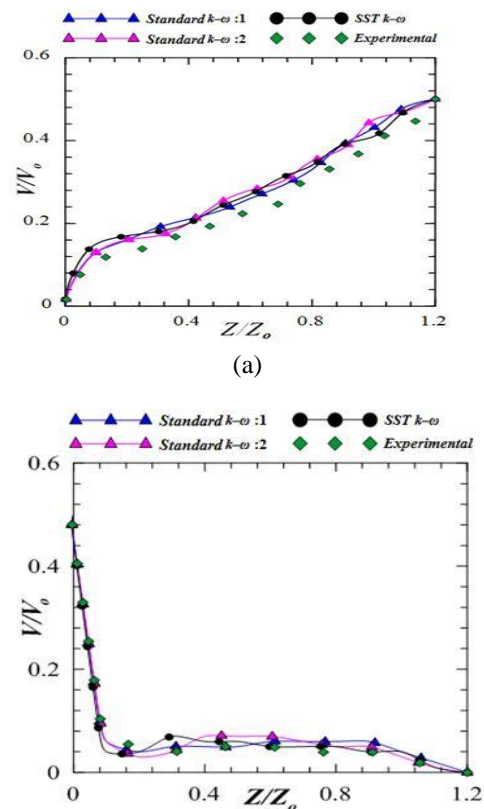 Standard k-ω :1 SST k-ω
Standard k-ω :2 Experimental
0.6
0.4
0.2
0
V/Vo
0 0.4 0.8 1.2
Z/Zo
(a)
Standard k-ω :1 SST k-ω
Standard k-ω :2 Experimental
0.6
0.4
0.2
0
V/Vo
0 0.4 0.8 1.2
Z/Zo